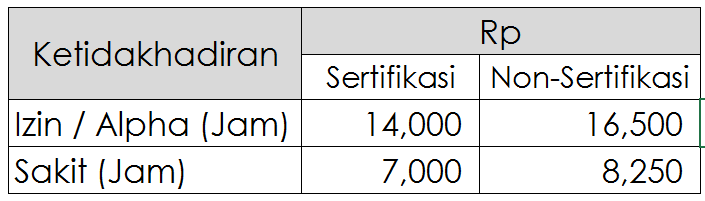 Ketidakhadiran
Rp
Sertifikasi Non-Sertifikasi
Izin / Alpha (Jam) 14,000 16,500
Sakit (Jam) 7,000 8,250